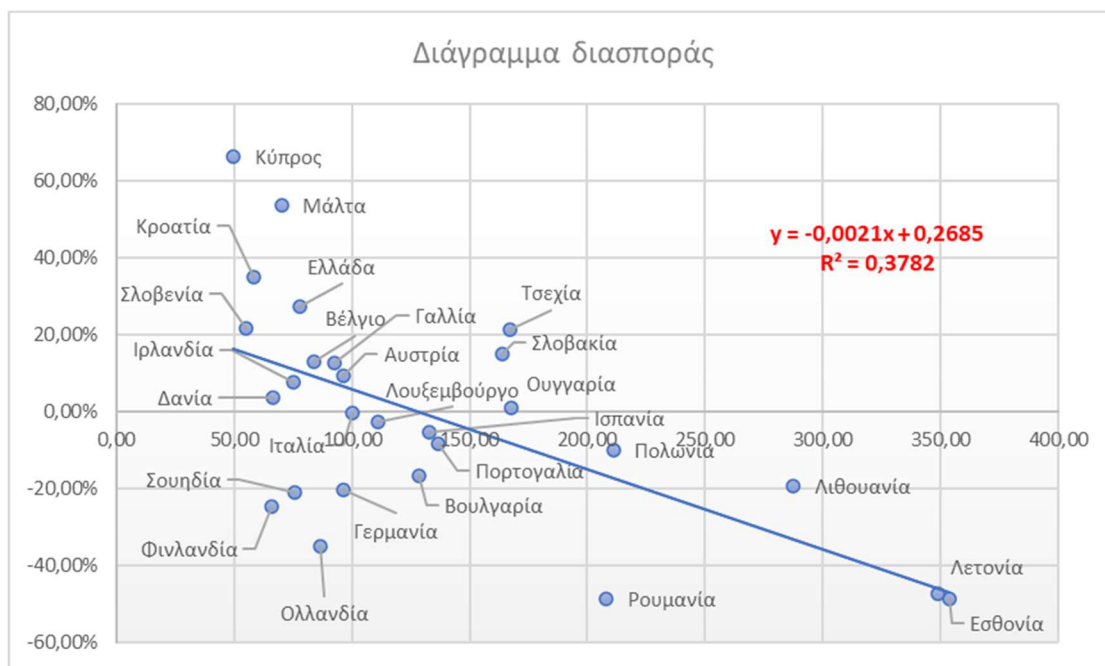 Διάγραμμα διασποράς
80,00%
60,00%
40,00%
20,00%
0,00%
-20,00%
-40,00%
-60,00%
0,00
50,00
100,00
150,00
200,00
250,00
300,00
350,00
400,00
y = -0,0021x + 0,2685
R² = 0,3782
Κύπρος
Μάλτα
Κροατία
Ελλάδα
Σλοβενία
Βέλγιο
Γαλλία
Τσεχία
Ιρλανδία
Αυστρία
Σλοβακία
Δανία
Λουξεμβούργο
Ουγγαρία
Ισπανία
Ιταλία
Πορτογαλία
Πολωνία
Σουηδία
Βουλγαρία
Λιθουανία
Γερμανία
Φινλανδία
Ολλανδία
Ρουμανία
Λετονία
Εσθονία